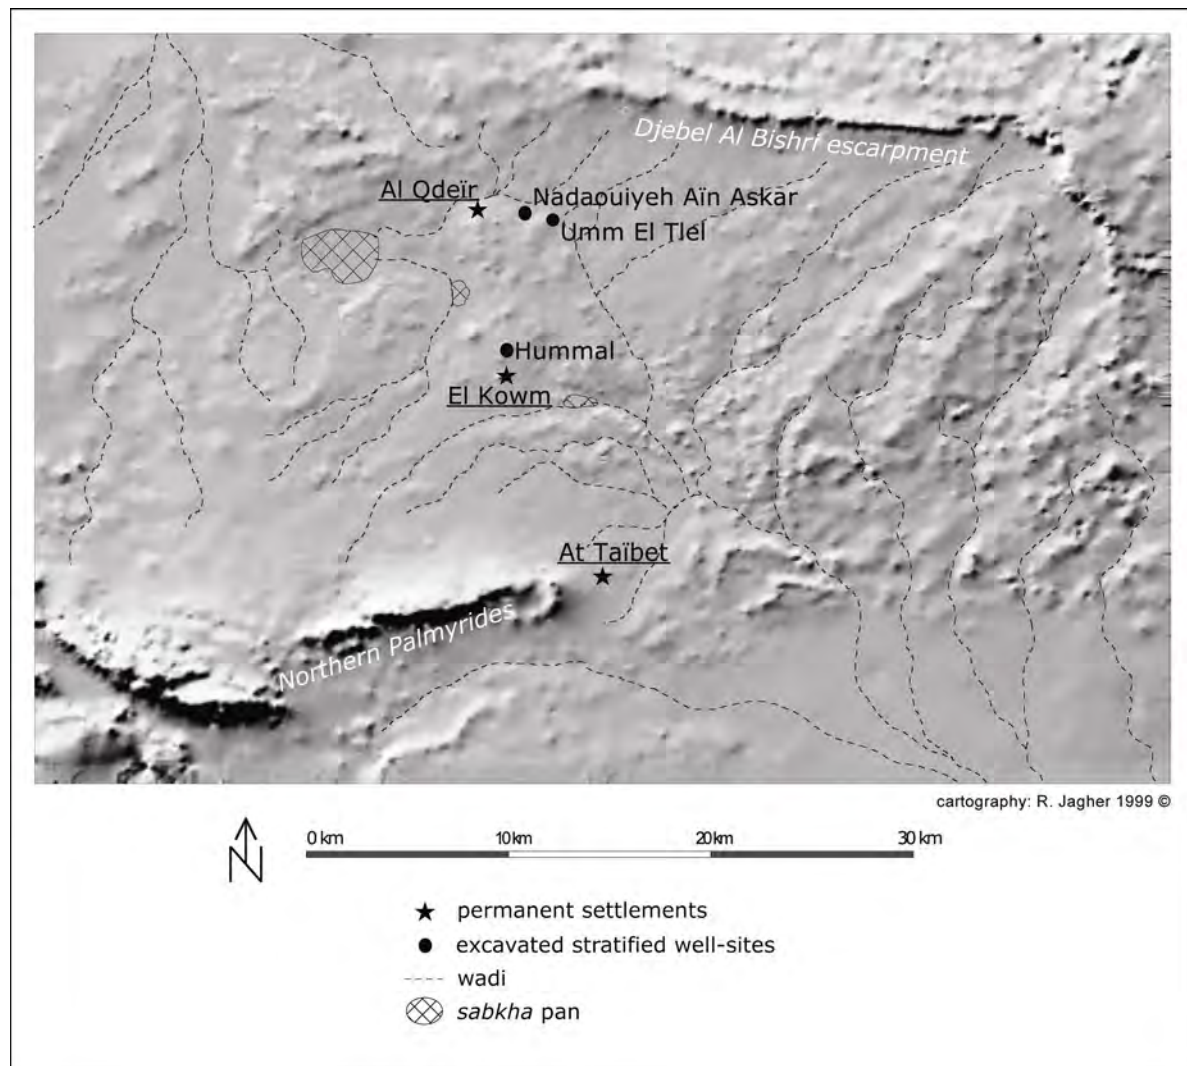 Djebel Al Bishri escarpment
Al Qdeïr
Nadaouiyeh Aïn Askar
Umm El Tlel
Hummal
El Kowm
At Taïbet
Northern Palmyrides
cartography: R. Jagher 1999 ©
N
0 km 10 km 20 km 30 km
permanent settlements
excavated stratified well-sites
wadi
sabkha pan